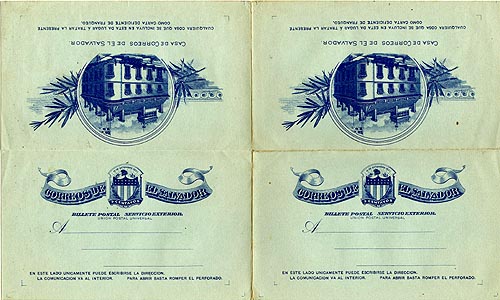 CUALQUIERA COSA QUE SE INCLUYA EN ESTA DA LUGAR Á TRATAR LA PRESENTE
COMO CARTA DEFICIENTE DE FRANQUEO.
CASA DE CORREOS DE EL SALVADOR.
CORREOS DE EL SALVADOR
CENTAVOS
BILLETE POSTAL SERVICIO EXTERIOR.
UNION POSTAL UNIVERSAL
A
EN ESTE LADO UNICAMENTE PUEDE ESCRIBIRSE LA DIRECCION.
LA COMUNICACION VA AL INTERIOR. PARA ABRIR BASTA ROMPER EL PERFORADO.
CUALQUIERA COSA QUE SE INCLUYA EN ESTA DA LUGAR Á TRATAR LA PRESENTE
COMO CARTA DEFICIENTE DE FRANQUEO.
CASA DE CORREOS DE EL SALVADOR.
CORREOS DE EL SALVADOR
CENTAVOS
BILLETE POSTAL SERVICIO EXTERIOR.
UNION POSTAL UNIVERSAL
A
EN ESTE LADO UNICAMENTE PUEDE ESCRIBIRSE LA DIRECCION.
LA COMUNICACION VA AL INTERIOR. PARA ABRIR BASTA ROMPER EL PERFORADO.